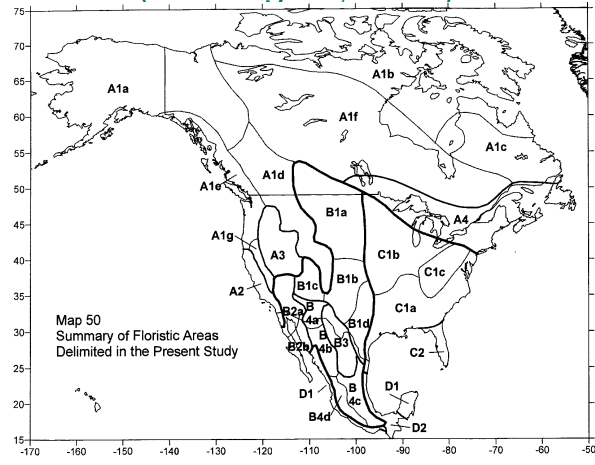 75
70
65
60
55
50
45
40
35
30
25
20
15
A1a
A1b
A1f
A1c
A1d
A1e
B1a
A4
A1g
A3
C1b
B1b
C1c
B1c
A2
C1a
B2a
B
4a
B1d
Map 50
Summary of Floristic Areas
Delimited in the Present Study
B2b
B
4b
B3
C2
D1
B
4c
D1
B4d
D2
-170 -160 -150 -140 -130 -120 -110 -100 -90 -80 -70 -60 -50